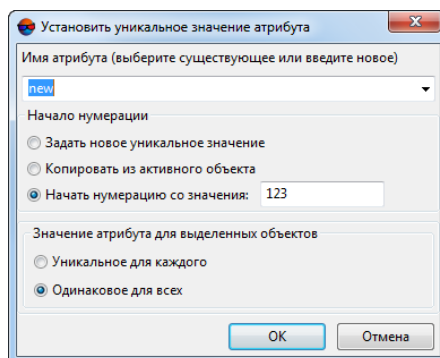 Установить уникальное значение атрибута
Имя атрибута (выберите существующее или введите новое)
new
Начало нумерации
Задать новое уникальное значение
Копировать из активного объекта
Начать нумерацию со значения: 123
Значение атрибута для выделенных объектов
Уникальное для каждого
Одинаковое для всех
OK Отмена